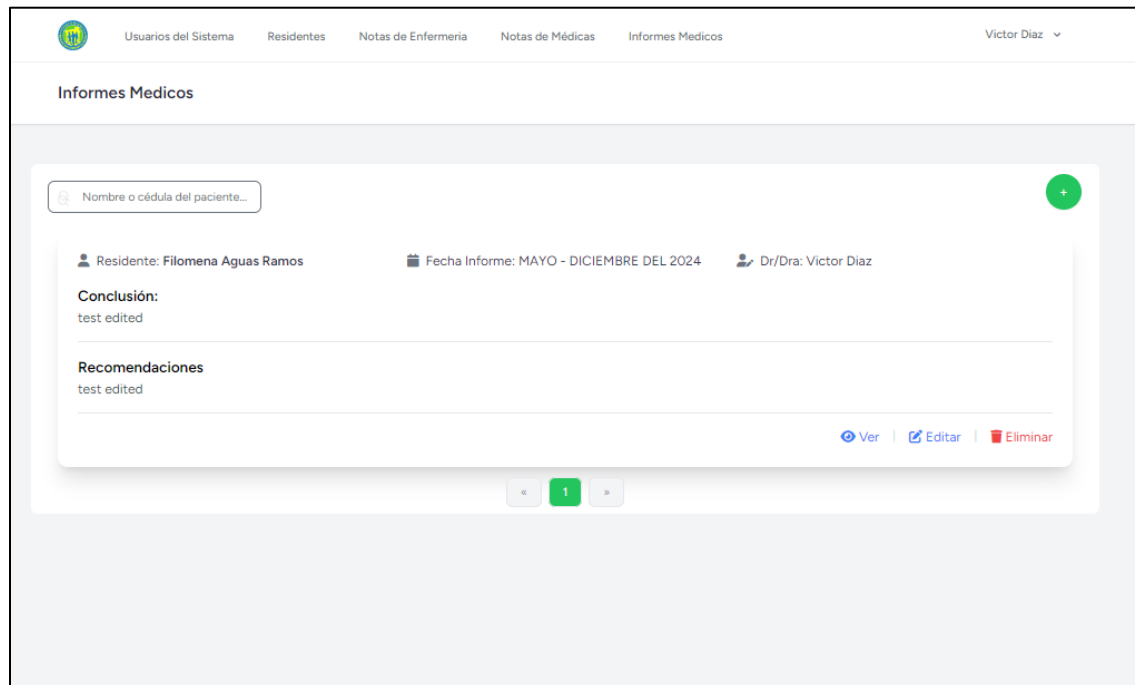 Usuarios del Sistema Residentes Notas de Enfermeria Notas de Médicas Informes Medicos Victor Diaz
Informes Medicos
Nombre o cédula del paciente...
+
Residente: Filomena Aguas Ramos Fecha Informe: MAYO - DICIEMBRE DEL 2024 Dr/Dra: Victor Diaz
Conclusión:
test edited
Recomendaciones
test edited
Ver Editar Eliminar
« 1 »